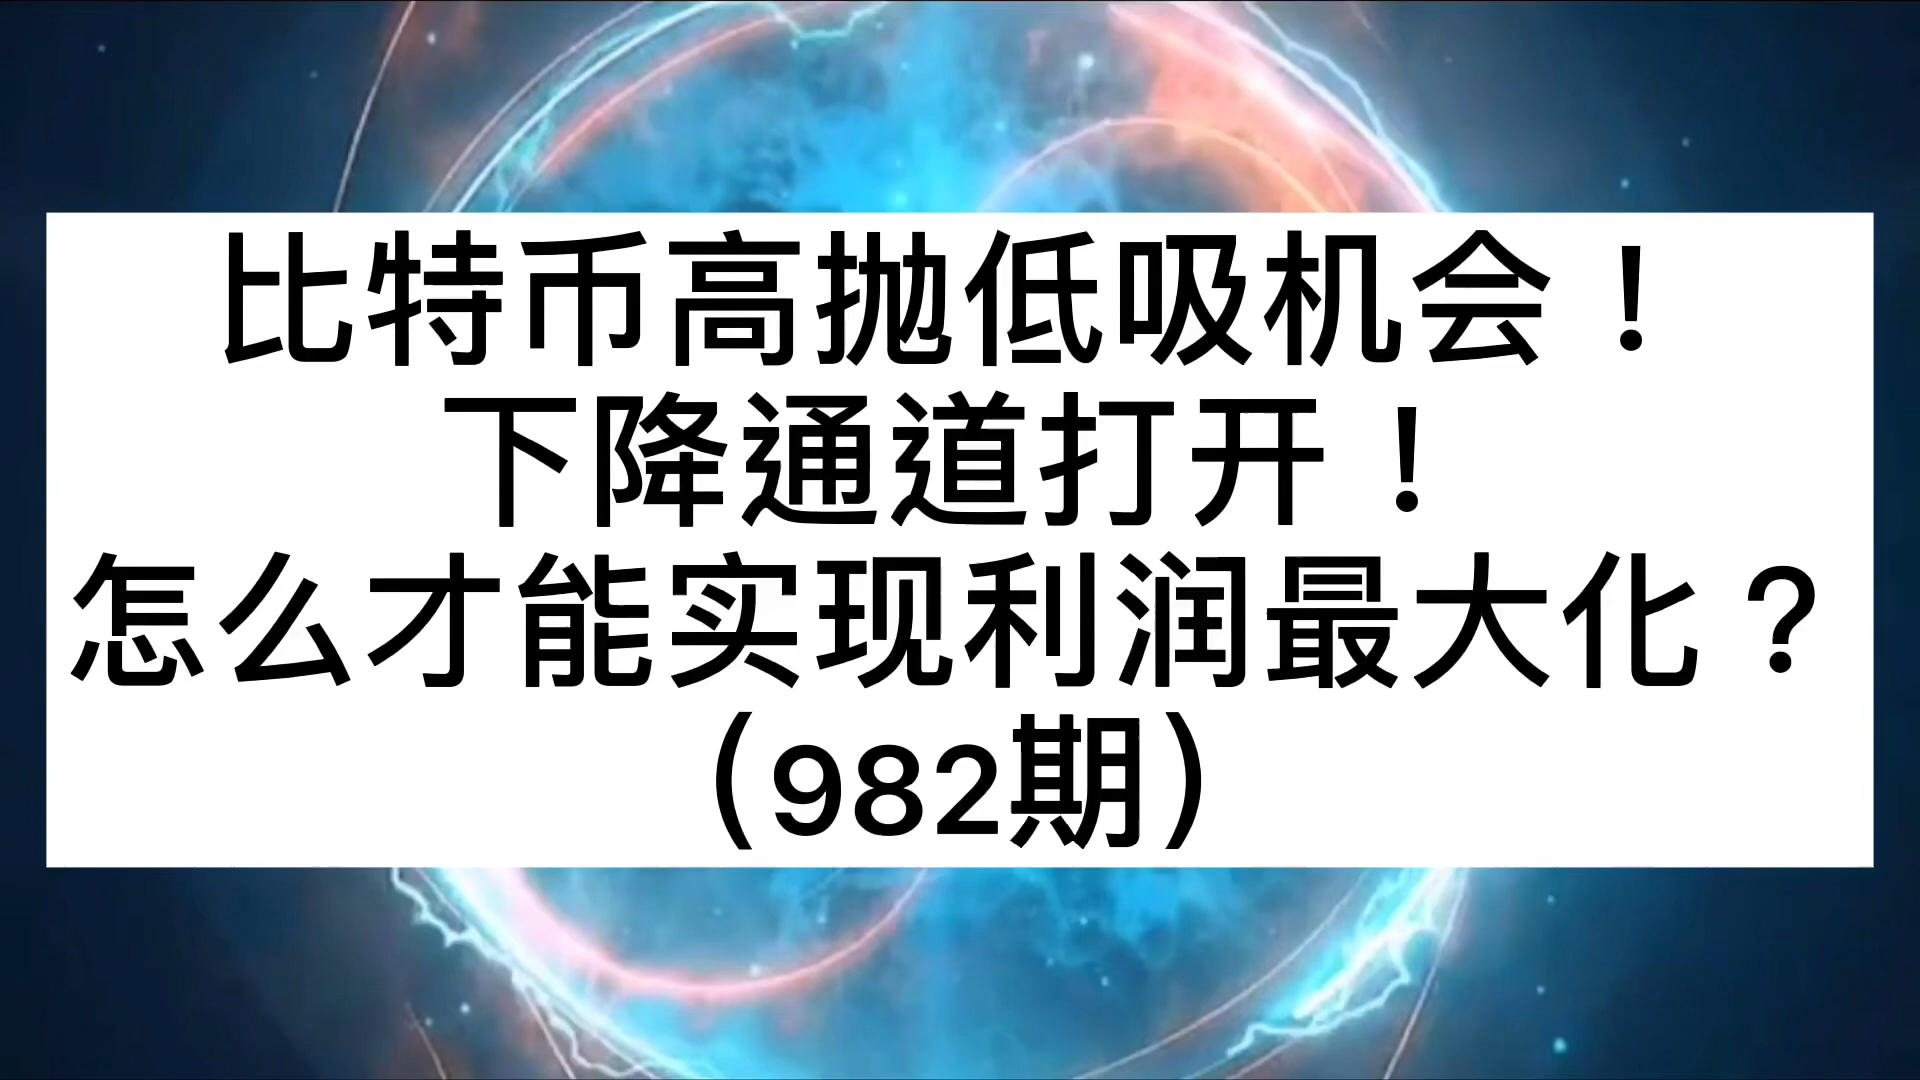 比特币高抛低吸机会！
下降通道打开！
怎么才能实现利润最大化？
（982期）